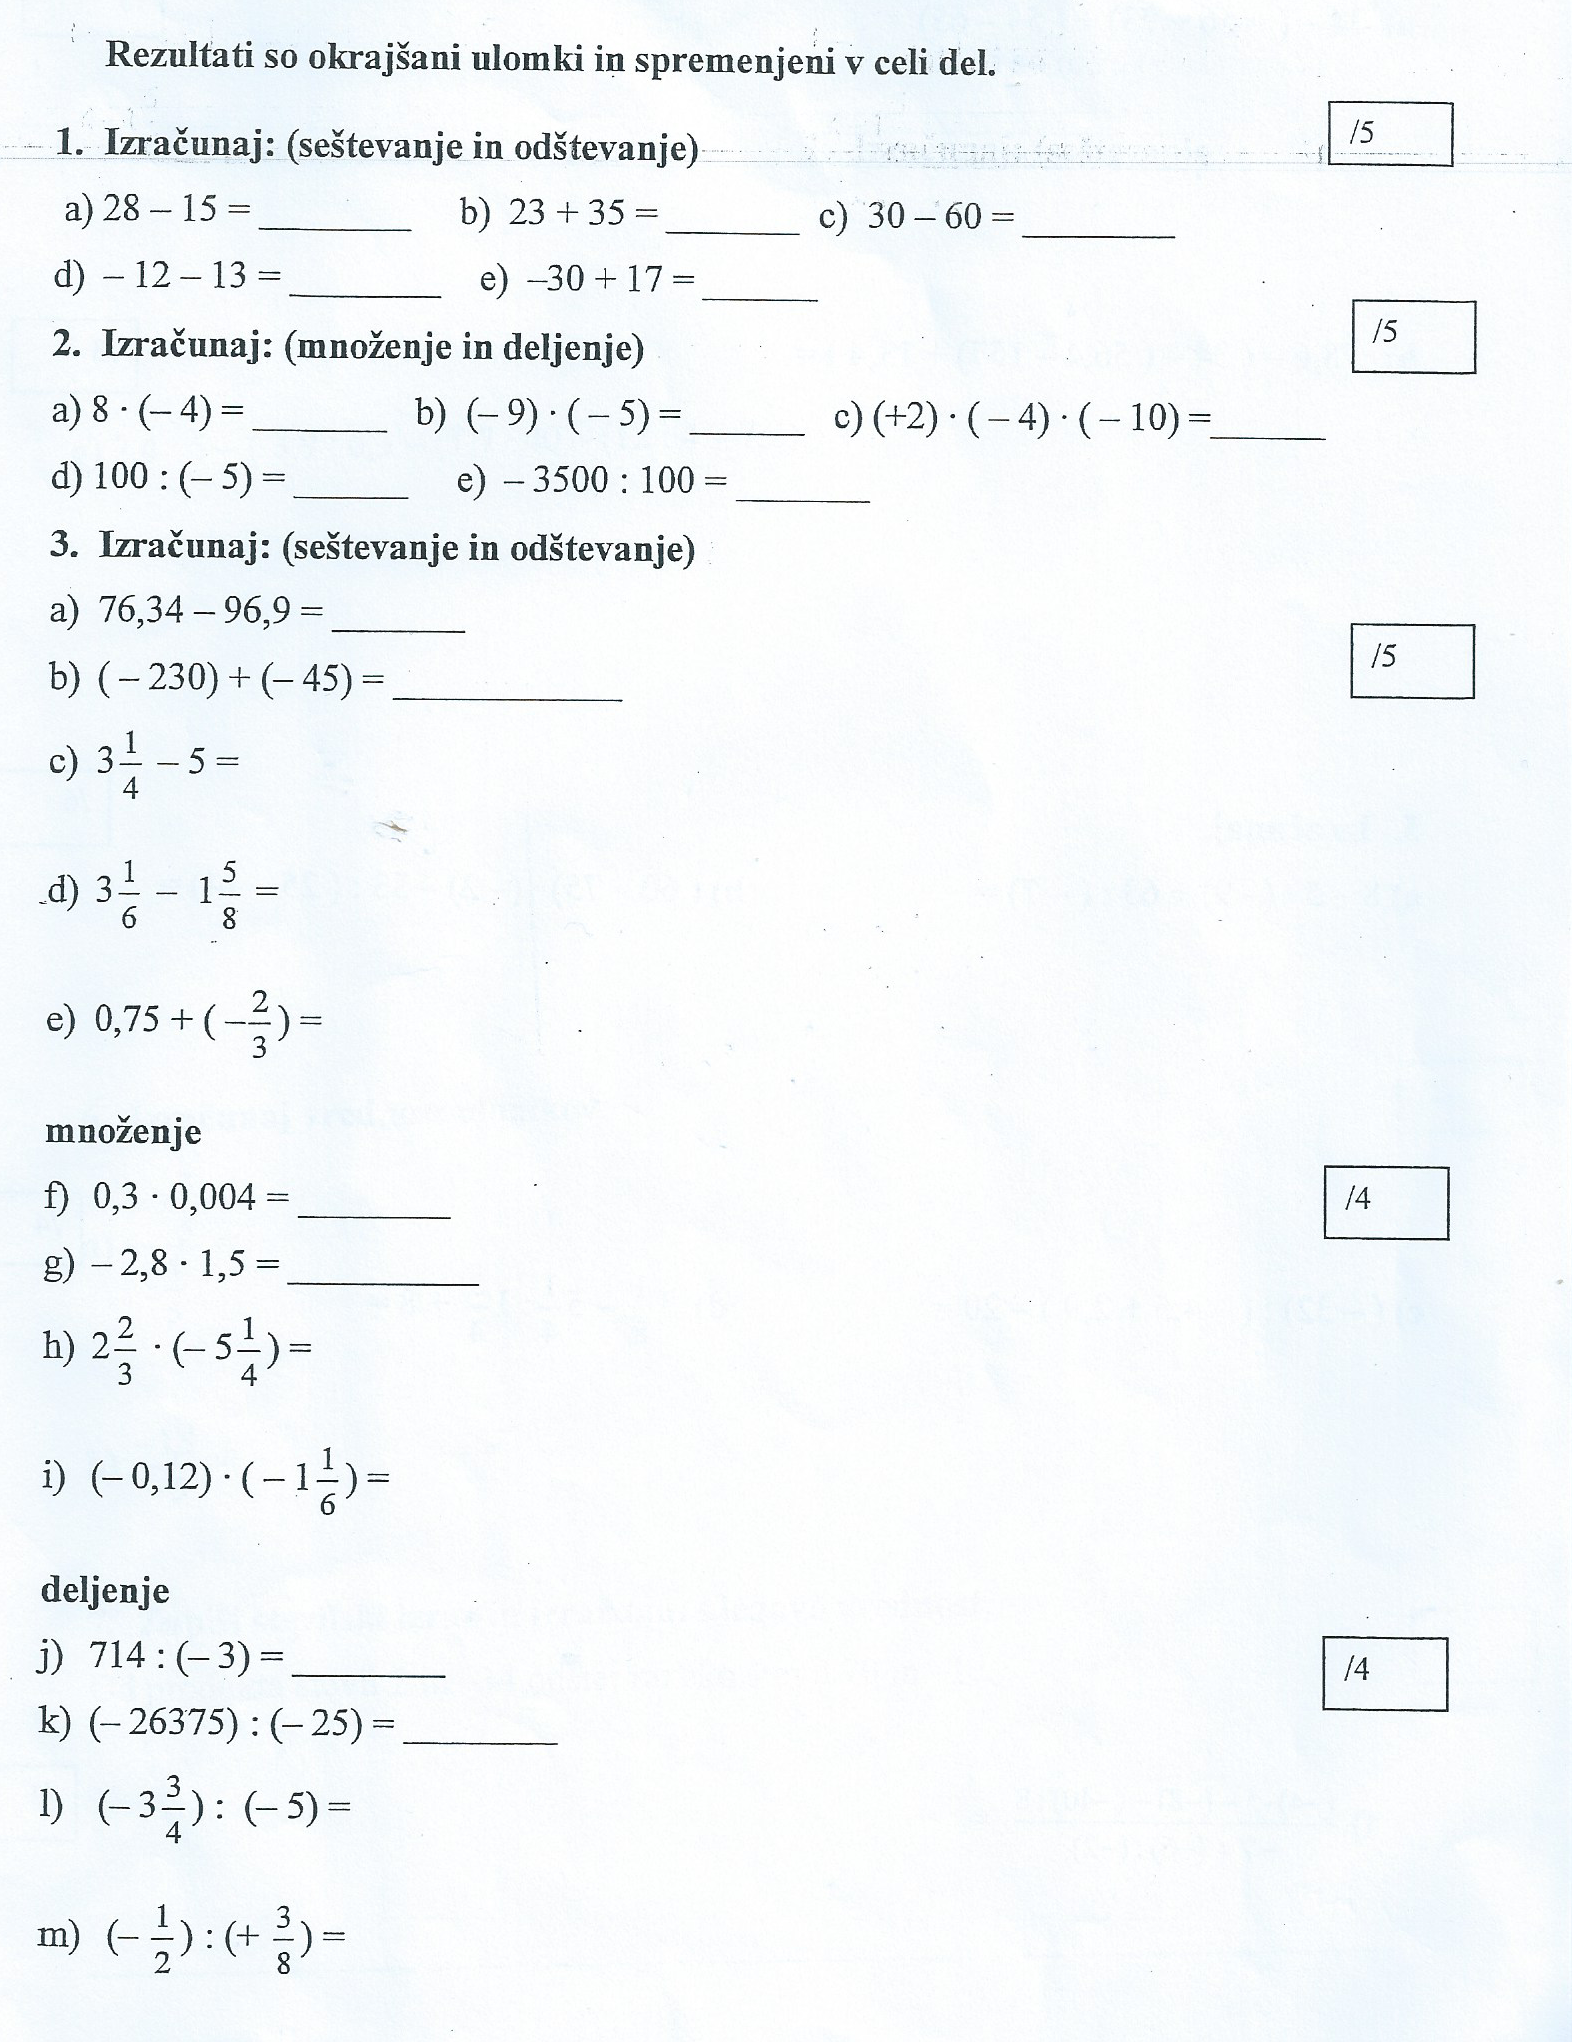 Rezultati so okrajšani ulomki in spremenjeni v celi del.
1. Izračunaj: (seštevanje in odštevanje)
/5
a) 28 – 15 = ________ b) 23 + 35 = _______ c) 30 – 60 = ________
d) – 12 – 13 = ________ e) –30 + 17 = ______
/5
2. Izračunaj: (množenje in deljenje)
a) 8 · (– 4) = _______ b) (– 9) · ( – 5) = ______ c) (+2) · ( – 4) · ( – 10) =______
d) 100 : (– 5) = ______ e) – 3500 : 100 = _______
3. Izračunaj: (seštevanje in odštevanje)
a) 76,34 – 96,9 = _______
/5
b) ( – 230) + (– 45) = ____________
c) 3 1/4 – 5 =
d) 3 1/6 – 1 5/8 =
e) 0,75 + ( – 2/3 ) =
množenje
f) 0,3 · 0,004 = ________
/4
g) – 2,8 · 1,5 = __________
h) 2 2/3 · (– 5 1/4 ) =
i) (– 0,12) · ( – 1 1/6 ) =
deljenje
j) 714 : (– 3) = ________
/4
k) (– 26375) : (– 25) = ________
l) (– 3 3/4 ) : (– 5) =
m) (– 1/2 ) : (+ 3/8 ) =